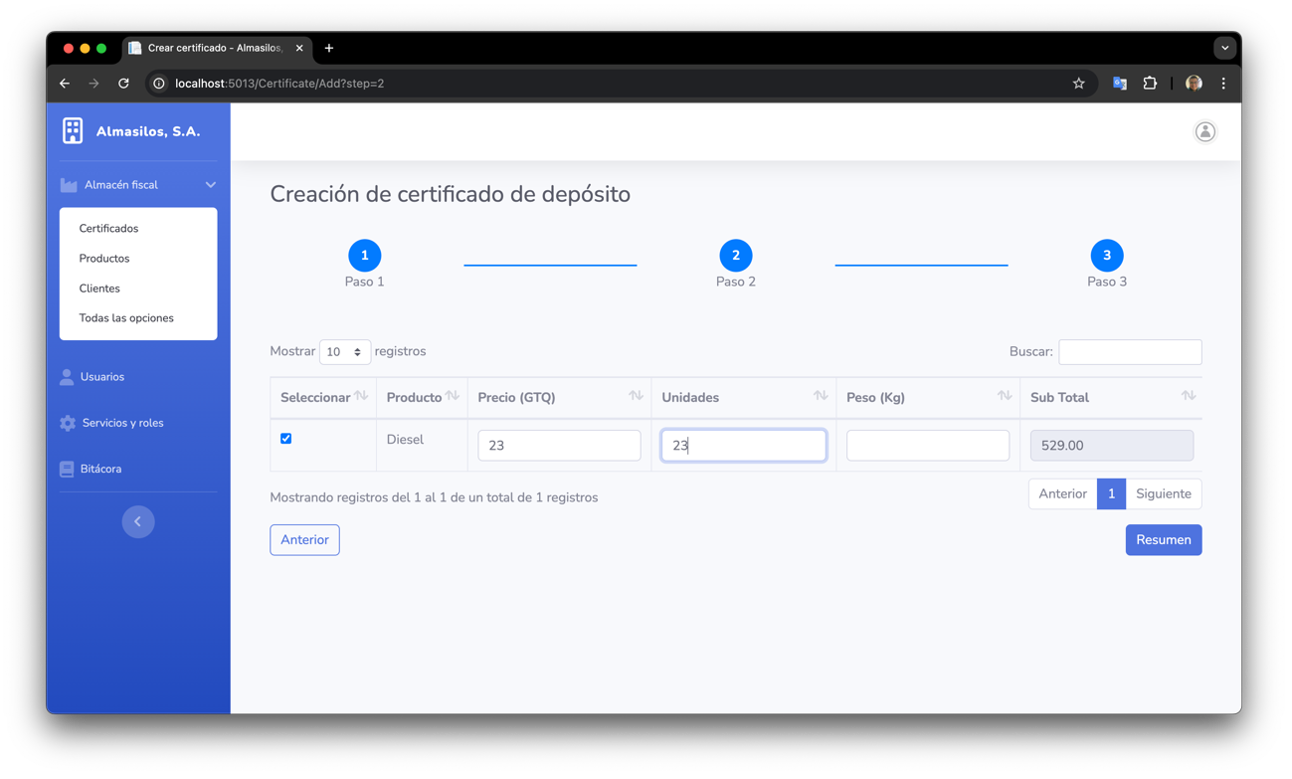 Crear certificado - Almasilos,
localhost:5013/Certificate/Add?step=2
Almasilos, S.A.
Almacén fiscal
Certificados
Productos
Clientes
Todas las opciones
Usuarios
Servicios y roles
Bitácora
Creación de certificado de depósito
1 2 3
Paso 1 Paso 2 Paso 3
Mostrar 10 registros Buscar:
Seleccionar Producto Precio (GTQ) Unidades Peso (Kg) Sub Total
Diesel 23 23 529.00
Mostrando registros del 1 al 1 de un total de 1 registros
Anterior 1 Siguiente
Anterior Resumen